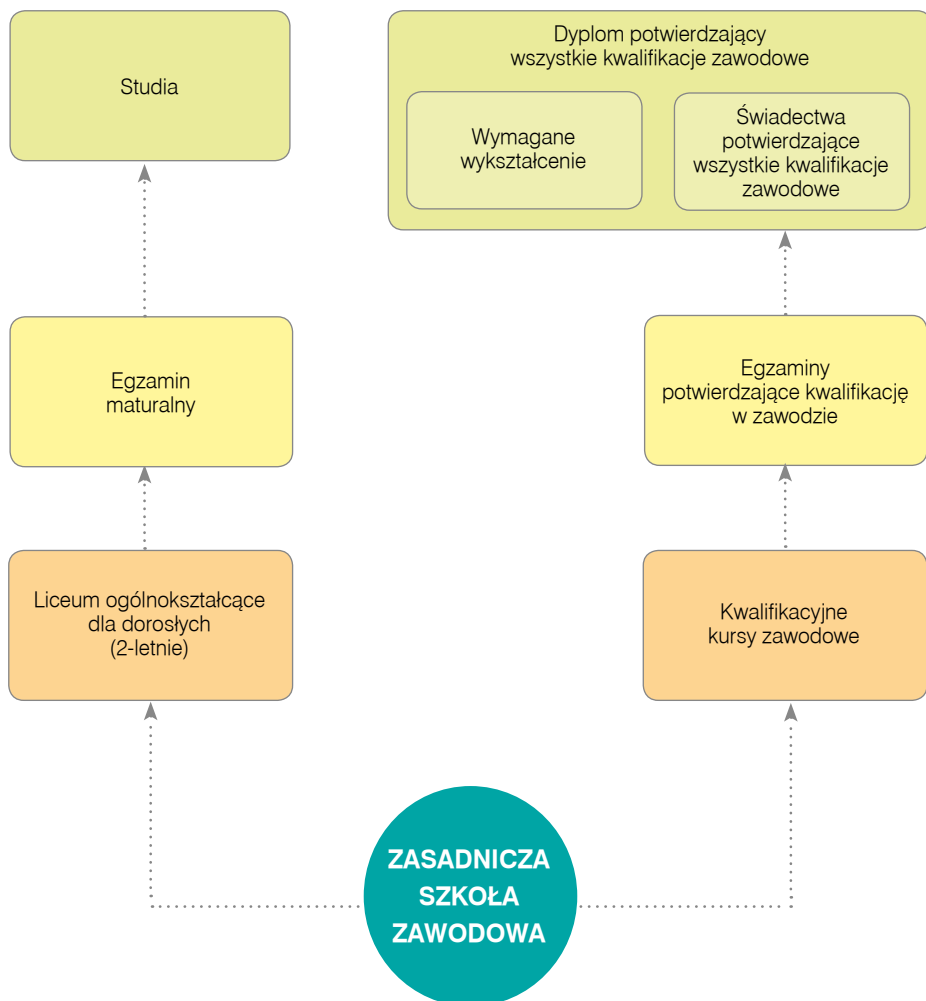 Studia
Dyplom potwierdzający
wszystkie kwalifikacje zawodowe
Wymagane
wykształcenie
Świadectwa
potwierdzające
wszystkie kwalifikacje
zawodowe
Egzamin
maturalny
Egzaminy
potwierdzające kwalifikację
w zawodzie
Liceum ogólnokształcące
dla dorosłych
(2-letnie)
Kwalifikacyjne
kursy zawodowe
ZASADNICZA
SZKOŁA
ZAWODOWA